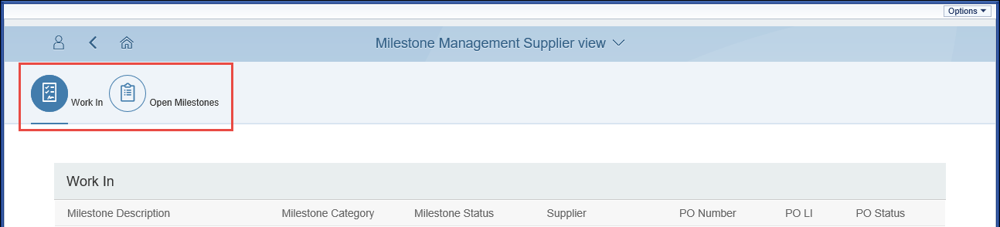 Options
Milestone Management Supplier view
Work In
Open Milestones
Work In
Milestone Description Milestone Category Milestone Status Supplier PO Number PO LI PO Status